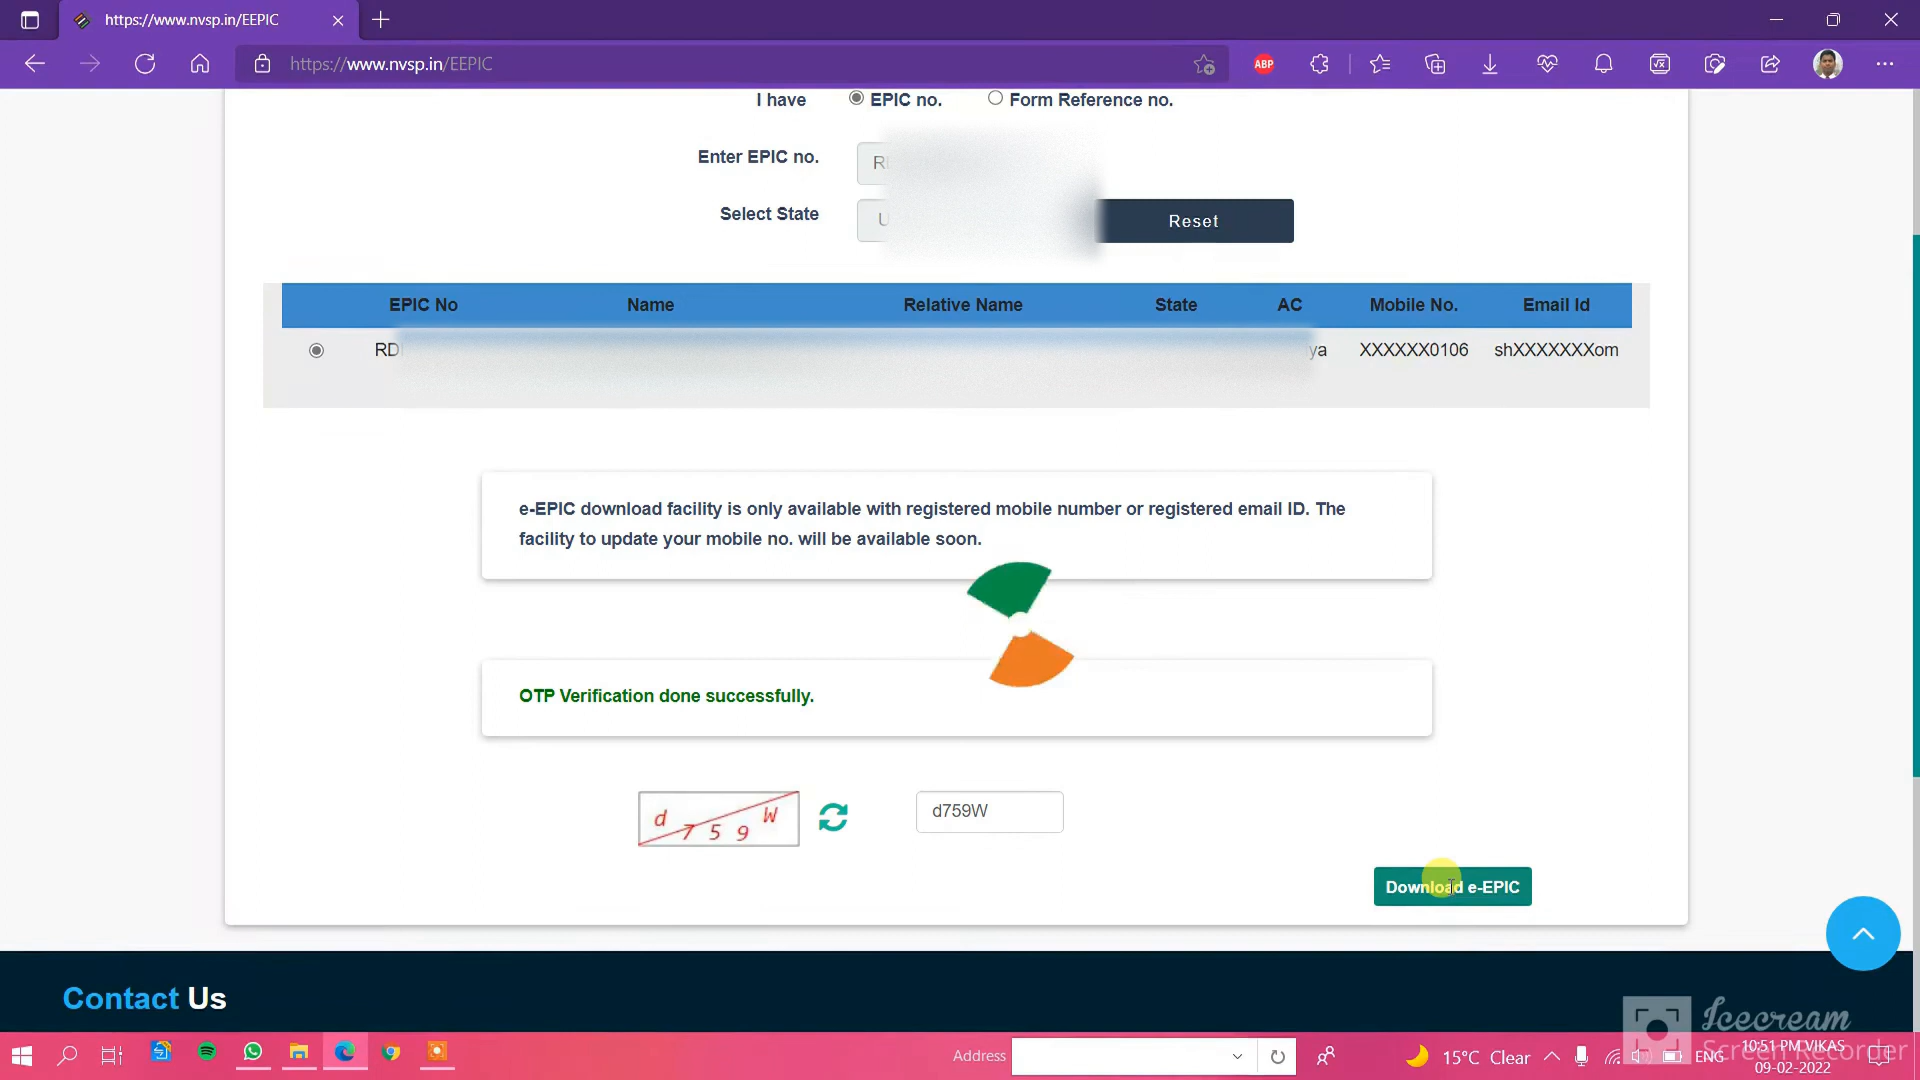 https://www.nvsp.in/EEPIC
https://www.nvsp.in/EEPIC
ABP
I have EPIC no. Form Reference no.
Enter EPIC no.
Select State
Reset
EPIC No Name Relative Name State AC Mobile No. Email Id
RD ya XXXXXX0106 shXXXXXXXom
e-EPIC download facility is only available with registered mobile number or registered email ID. The
facility to update your mobile no. will be available soon.
OTP Verification done successfully.
d 7 5 9 W
d759W
Download e-EPIC
Contact Us
Icecream
Screen Recorder
Address
15°C Clear
ENG
10:51 PM VIKAS
09-02-2022